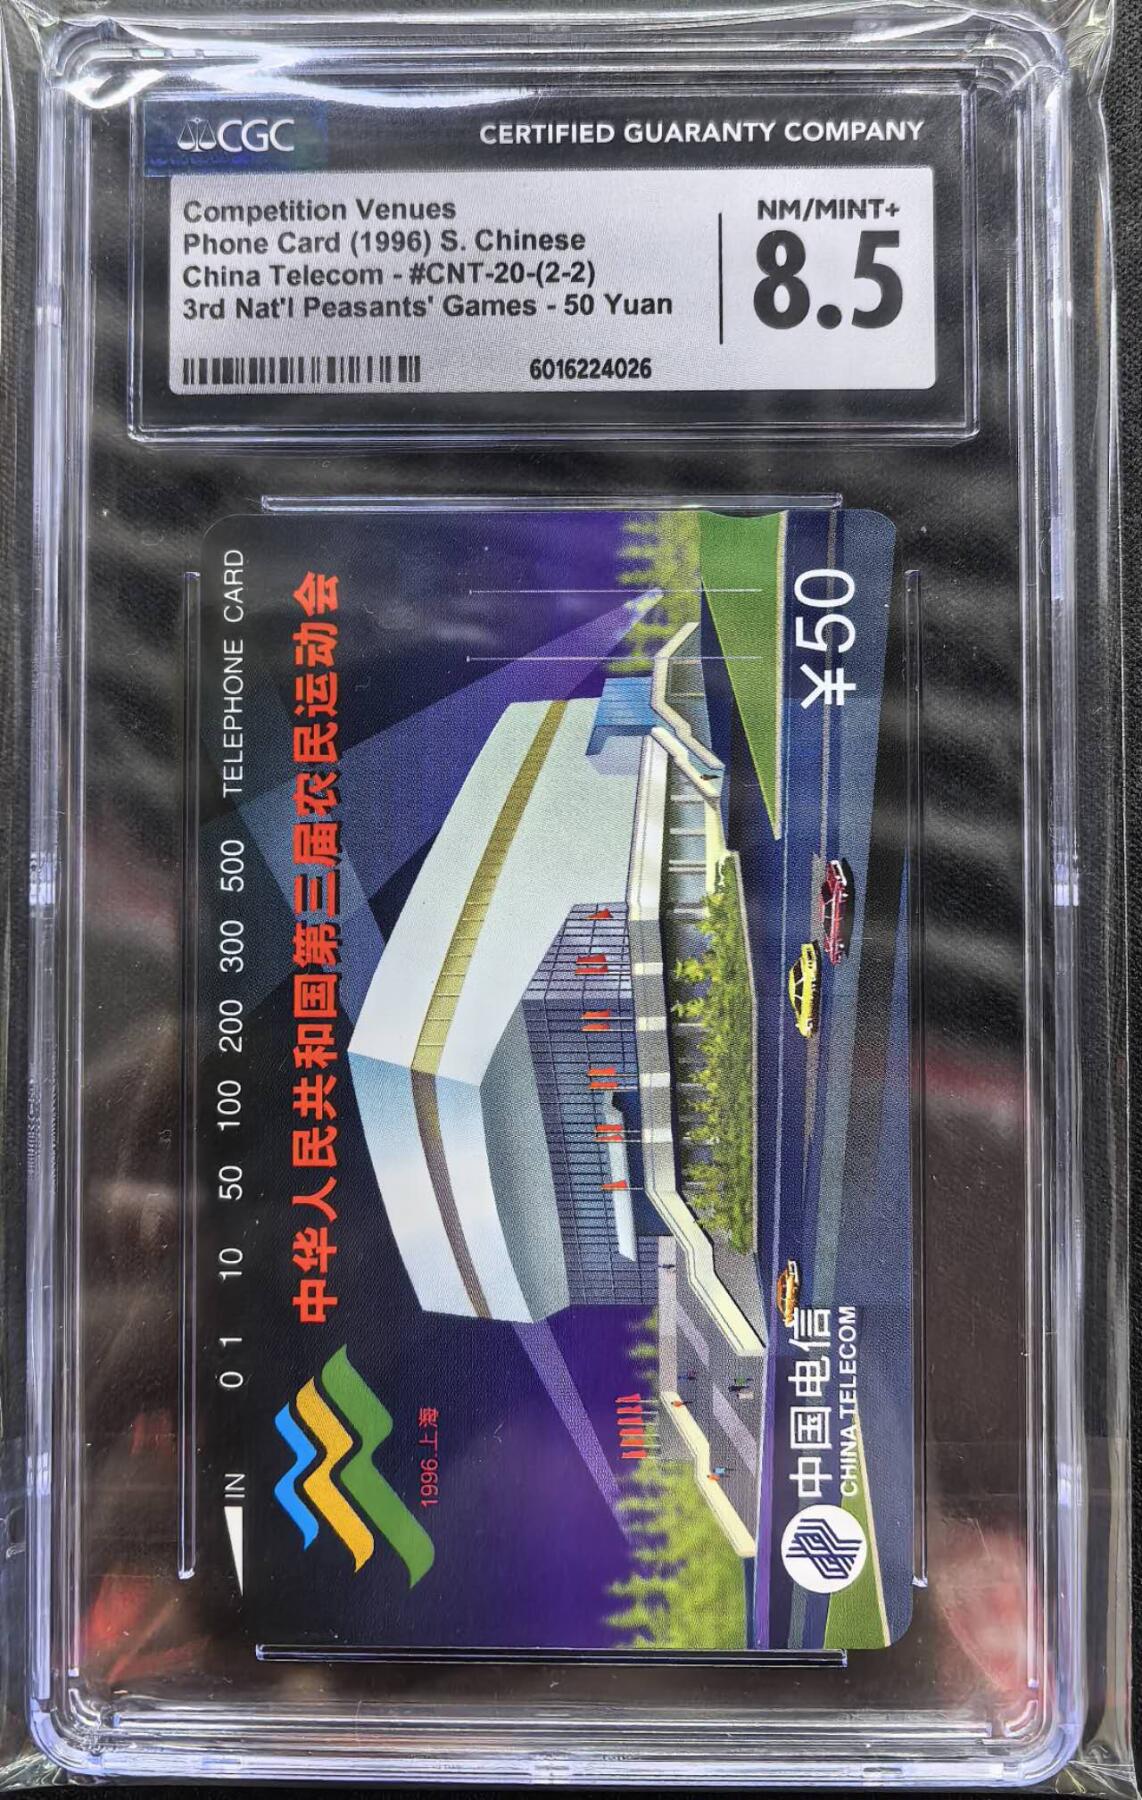 CGC
CERTIFIED GUARANTY COMPANY
Competition Venues
Phone Card (1996) S. Chinese
China Telecom - #CNT-20-(2-2)
3rd Nat'l Peasants' Games - 50 Yuan
NM/MINT+
8.5
6016224026
IN 0 1 10 50 100 200 300 500 TELEPHONE CARD
中华人民共和国第三届农民运动会
1996.上海
中国电信
CHINA TELECOM
¥50